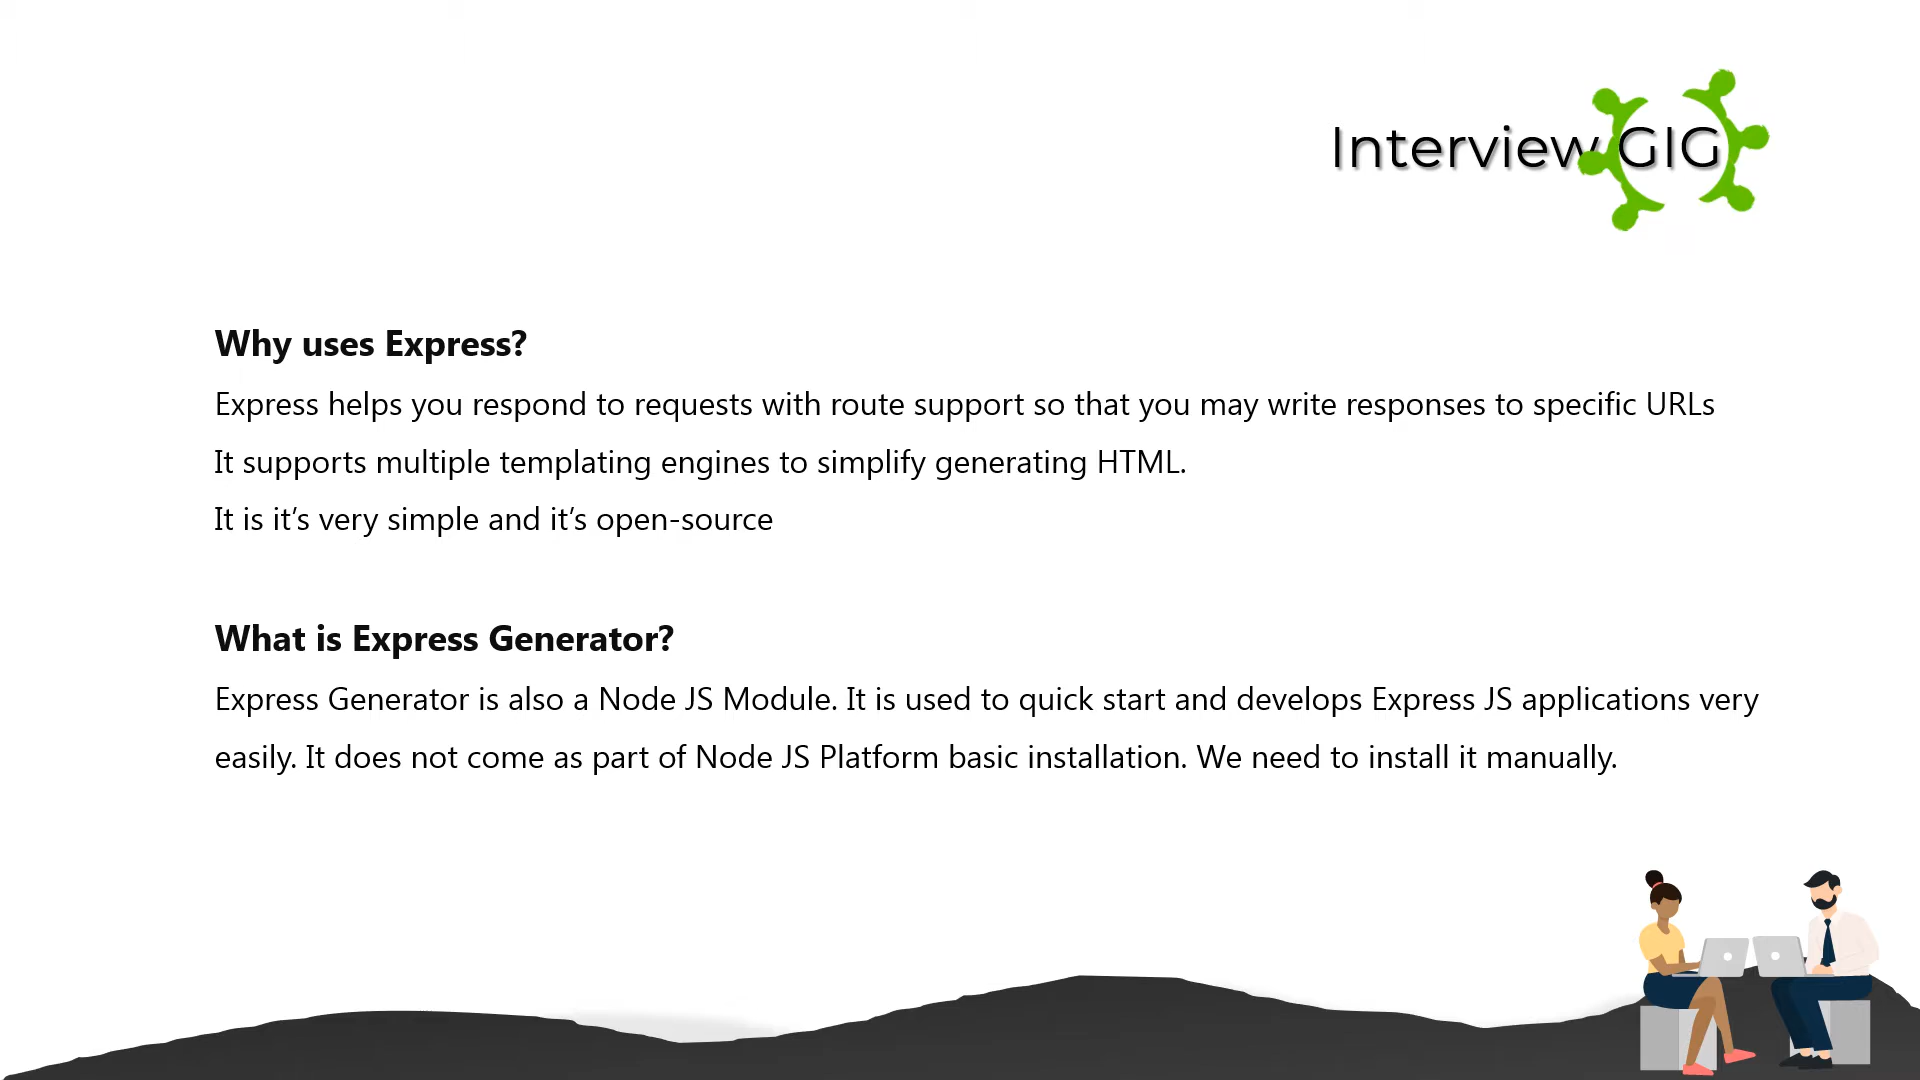 Interview GIG
Why uses Express?
Express helps you respond to requests with route support so that you may write responses to specific URLs
It supports multiple templating engines to simplify generating HTML.
It is it’s very simple and it’s open-source
What is Express Generator?
Express Generator is also a Node JS Module. It is used to quick start and develops Express JS applications very
easily. It does not come as part of Node JS Platform basic installation. We need to install it manually.